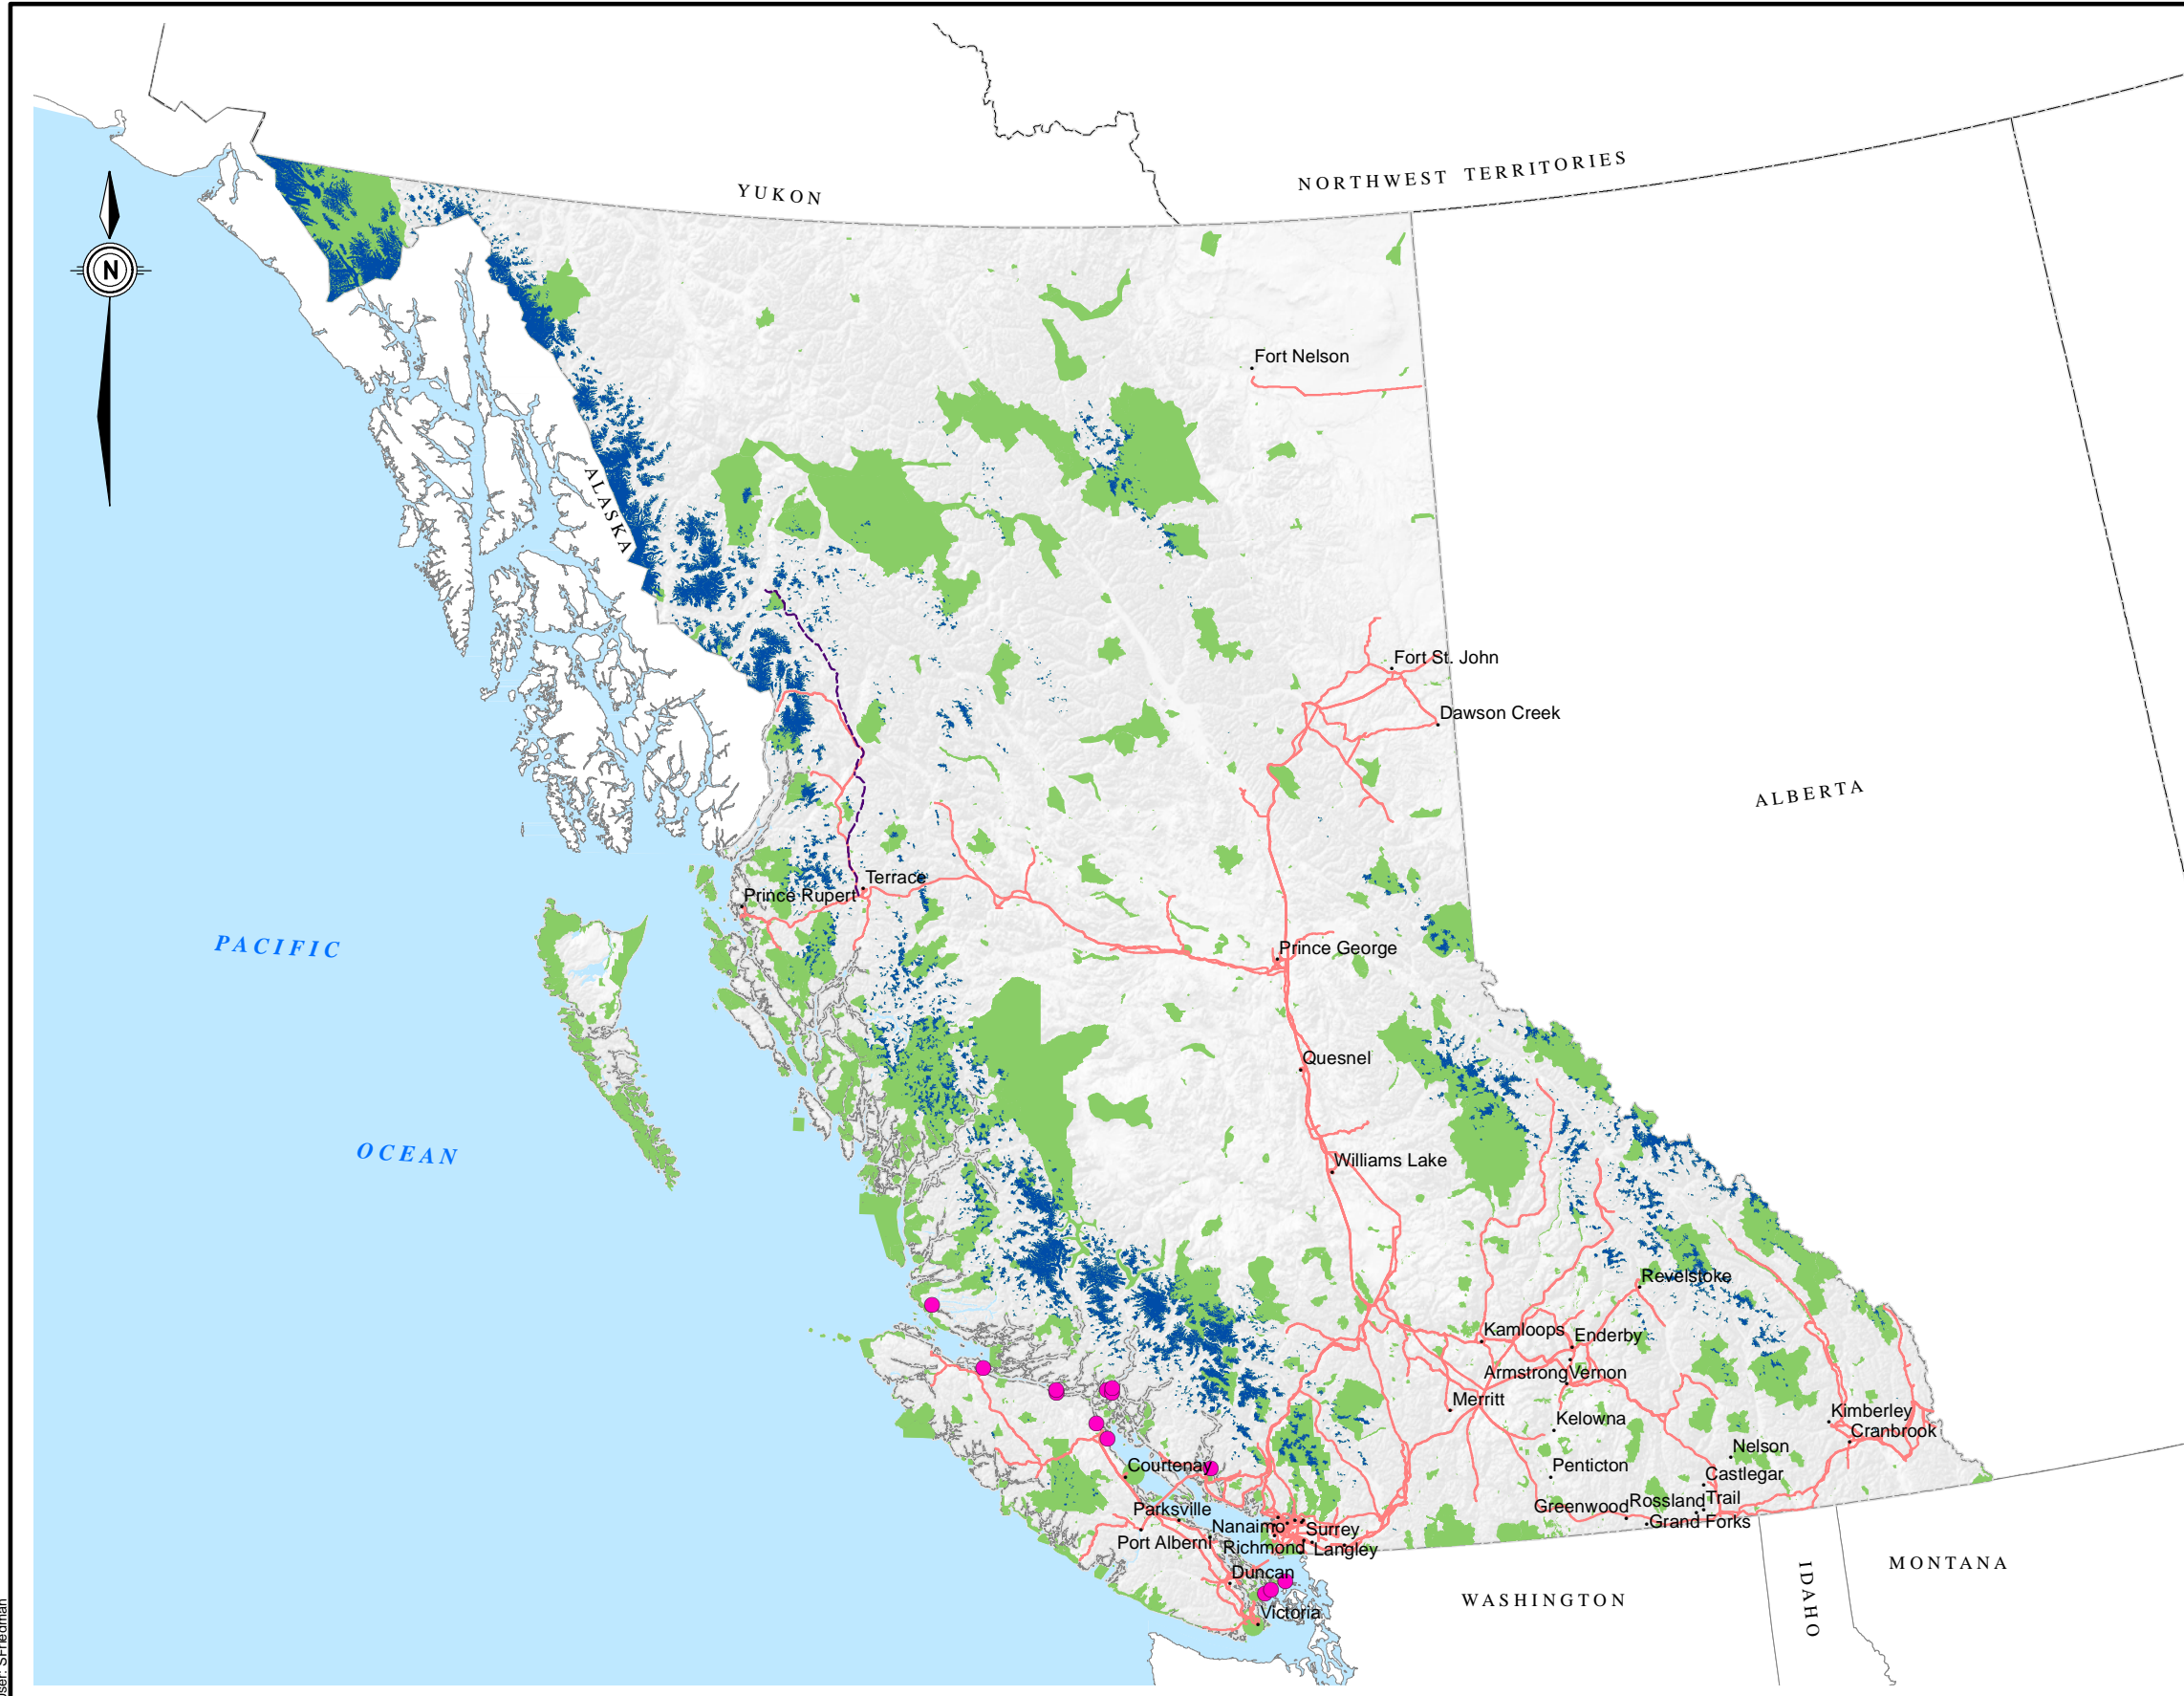 YUKON
NORTHWEST TERRITORIES
N
Fort Nelson
ALASKA
Fort St. John
Dawson Creek
ALBERTA
Terrace
Prince Rupert
PACIFIC
Prince George
Quesnel
OCEAN
Williams Lake
Revelstoke
Kamloops
Enderby
Armstrong
Vernon
Merritt
Kelowna
Kimberley
Cranbrook
Nelson
Courtenay
Penticton
Castlegar
Parksville
Greenwood
Rossland
Trail
Nanaimo
Surrey
Grand Forks
Port Alberni
Richmond
Langley
MONTANA
Duncan
IDAHO
WASHINGTON
Victoria
User: SFriedman